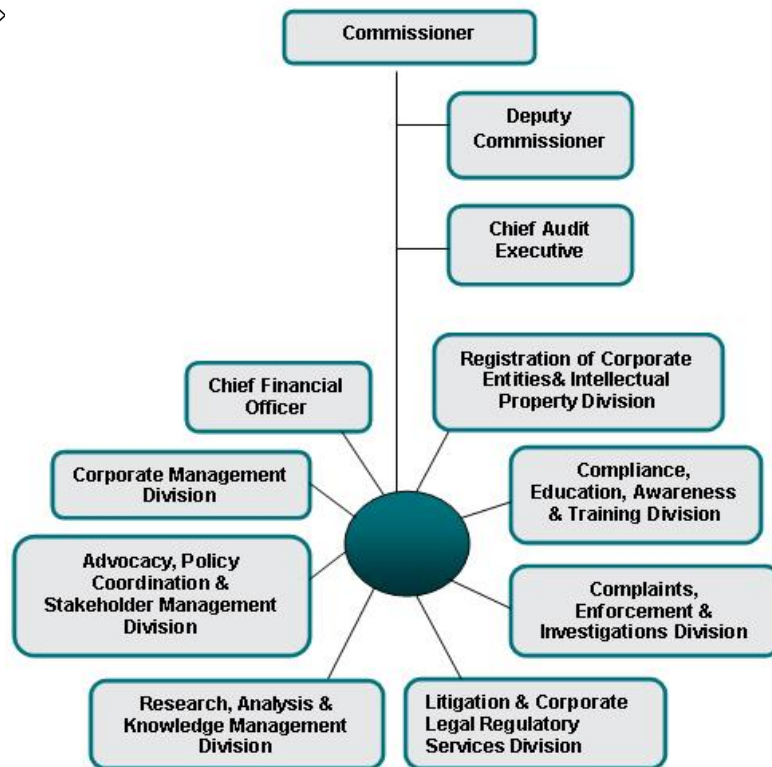 Commissioner
Deputy
Commissioner
Chief Audit
Executive
Registration of Corporate
Entities& Intellectual
Property Division
Chief Financial
Officer
Compliance,
Education, Awareness
& Training Division
Corporate Management
Division
Advocacy, Policy
Coordination &
Stakeholder Management
Division
Complaints,
Enforcement &
Investigations Division
Research, Analysis &
Knowledge Management
Division
Litigation & Corporate
Legal Regulatory
Services Division